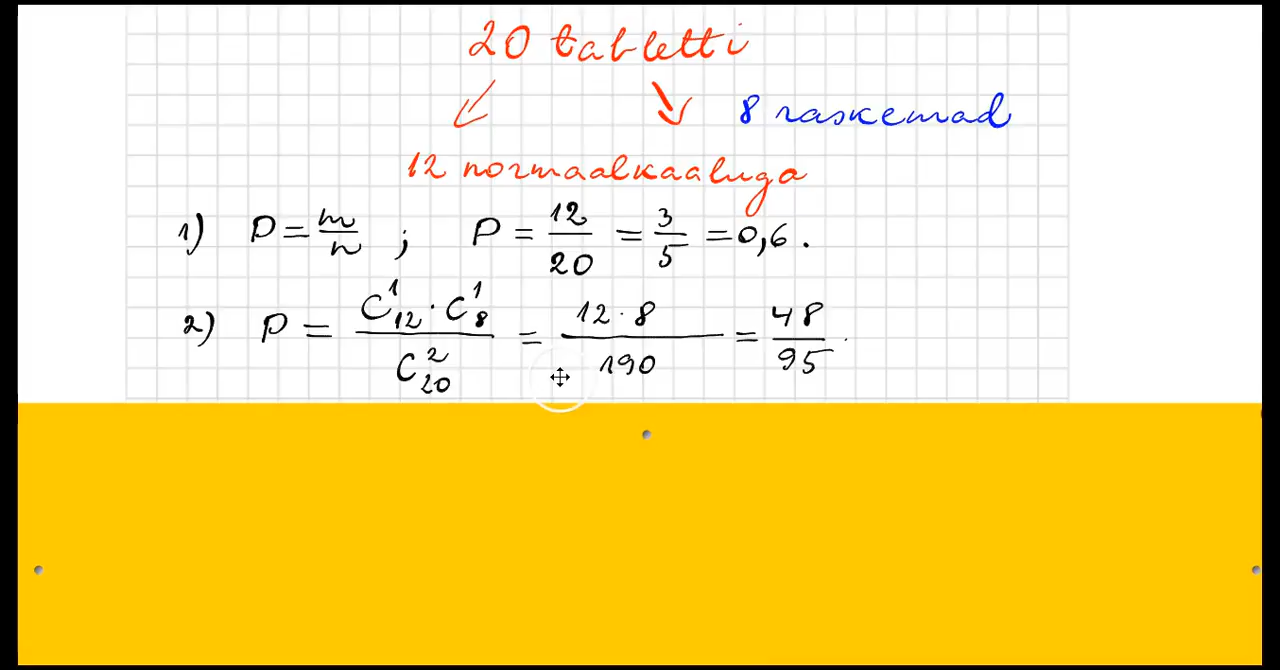 20 tabletti
8 raskemad
12 normaalkaaluga
1) P = m/n ; P = 12/20 = 3/5 = 0,6.
2) P = C¹₁₂ · C¹₈ / C²₂₀ = 12 · 8 / 190 = 48/95.